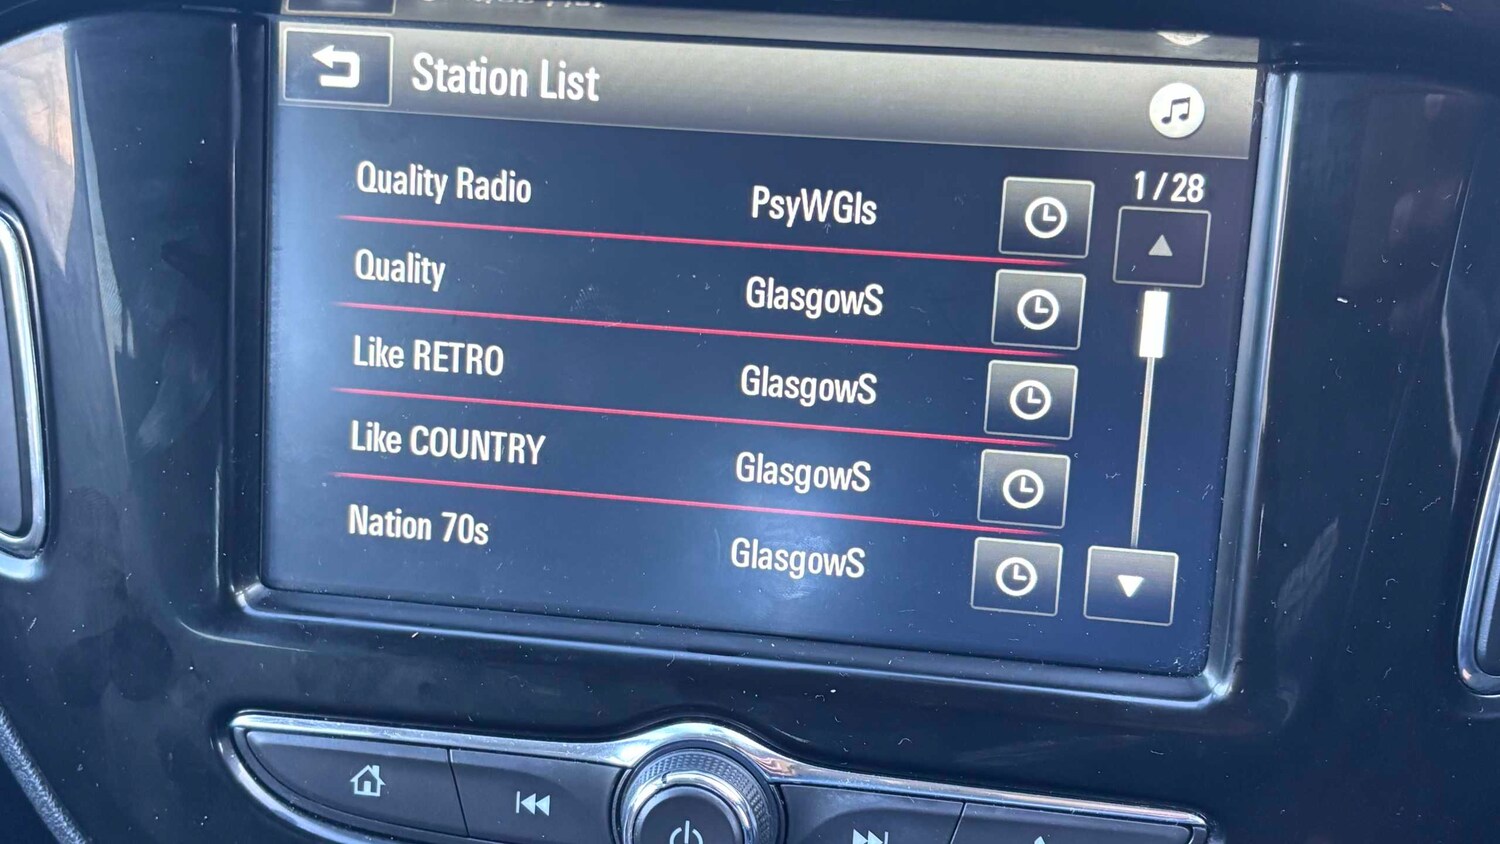 Station List
1/28
Quality Radio PsyWGls
Quality GlasgowS
Like RETRO GlasgowS
Like COUNTRY GlasgowS
Nation 70s GlasgowS